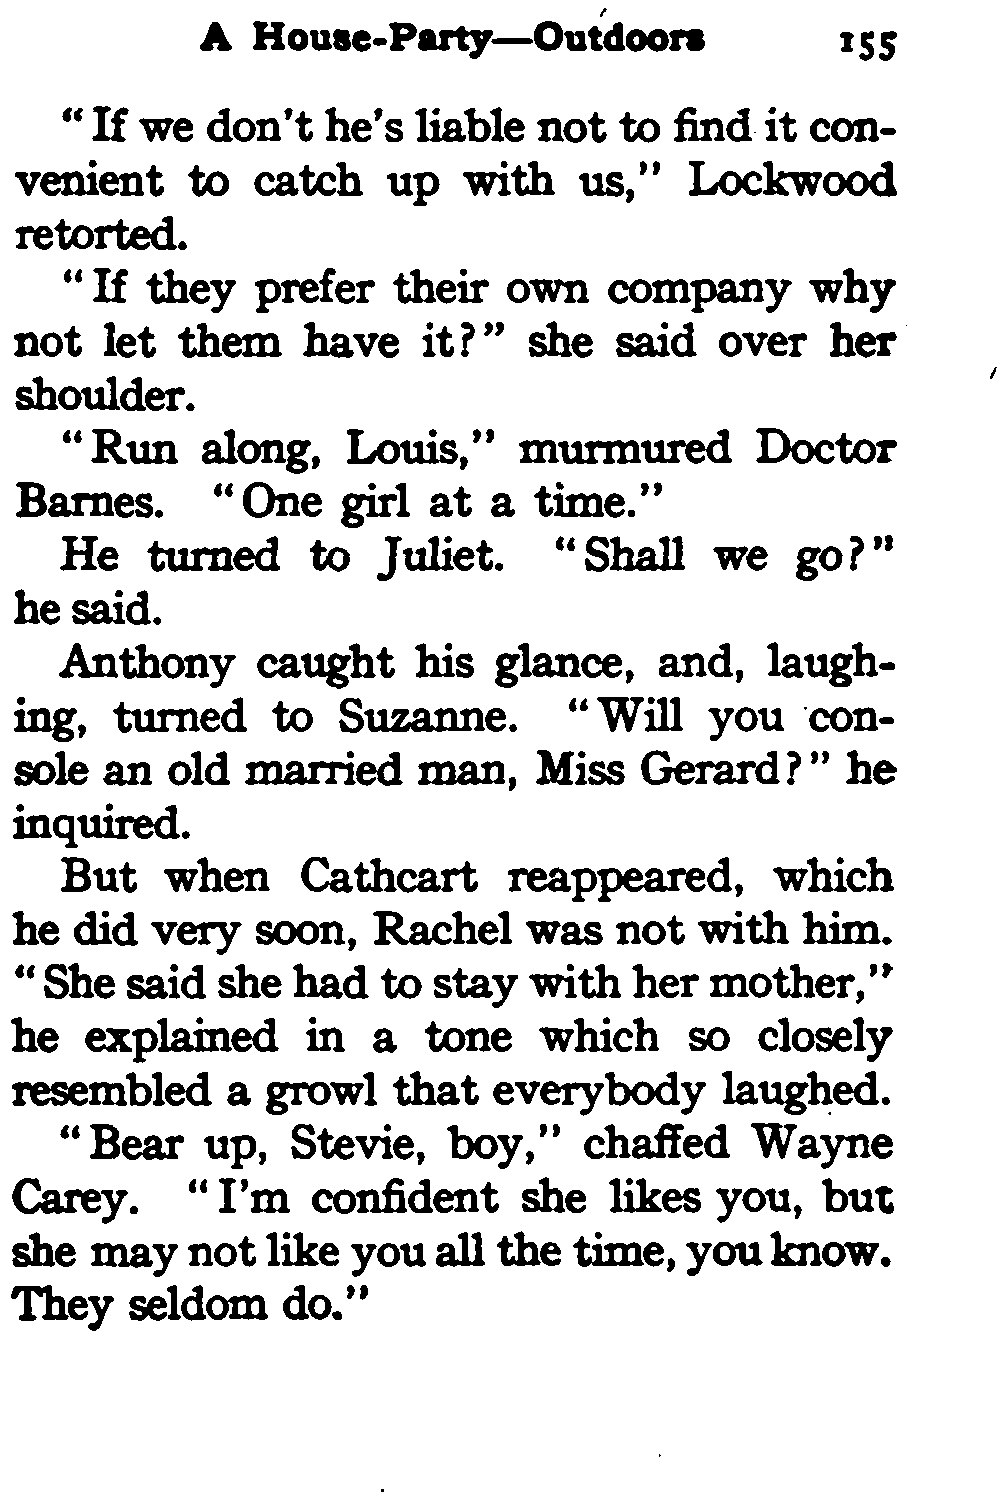 A House-Party—Outdoors 155
"If we don't he's liable not to find it con-
venient to catch up with us," Lockwood
retorted.
"If they prefer their own company why
not let them have it?" she said over her
shoulder.
"Run along, Louis," murmured Doctor
Barnes. "One girl at a time."
He turned to Juliet. "Shall we go?"
he said.
Anthony caught his glance, and, laugh-
ing, turned to Suzanne. "Will you con-
sole an old married man, Miss Gerard?" he
inquired.
But when Cathcart reappeared, which
he did very soon, Rachel was not with him.
"She said she had to stay with her mother,"
he explained in a tone which so closely
resembled a growl that everybody laughed.
"Bear up, Stevie, boy," chaffed Wayne
Carey. "I'm confident she likes you, but
she may not like you all the time, you know.
They seldom do."